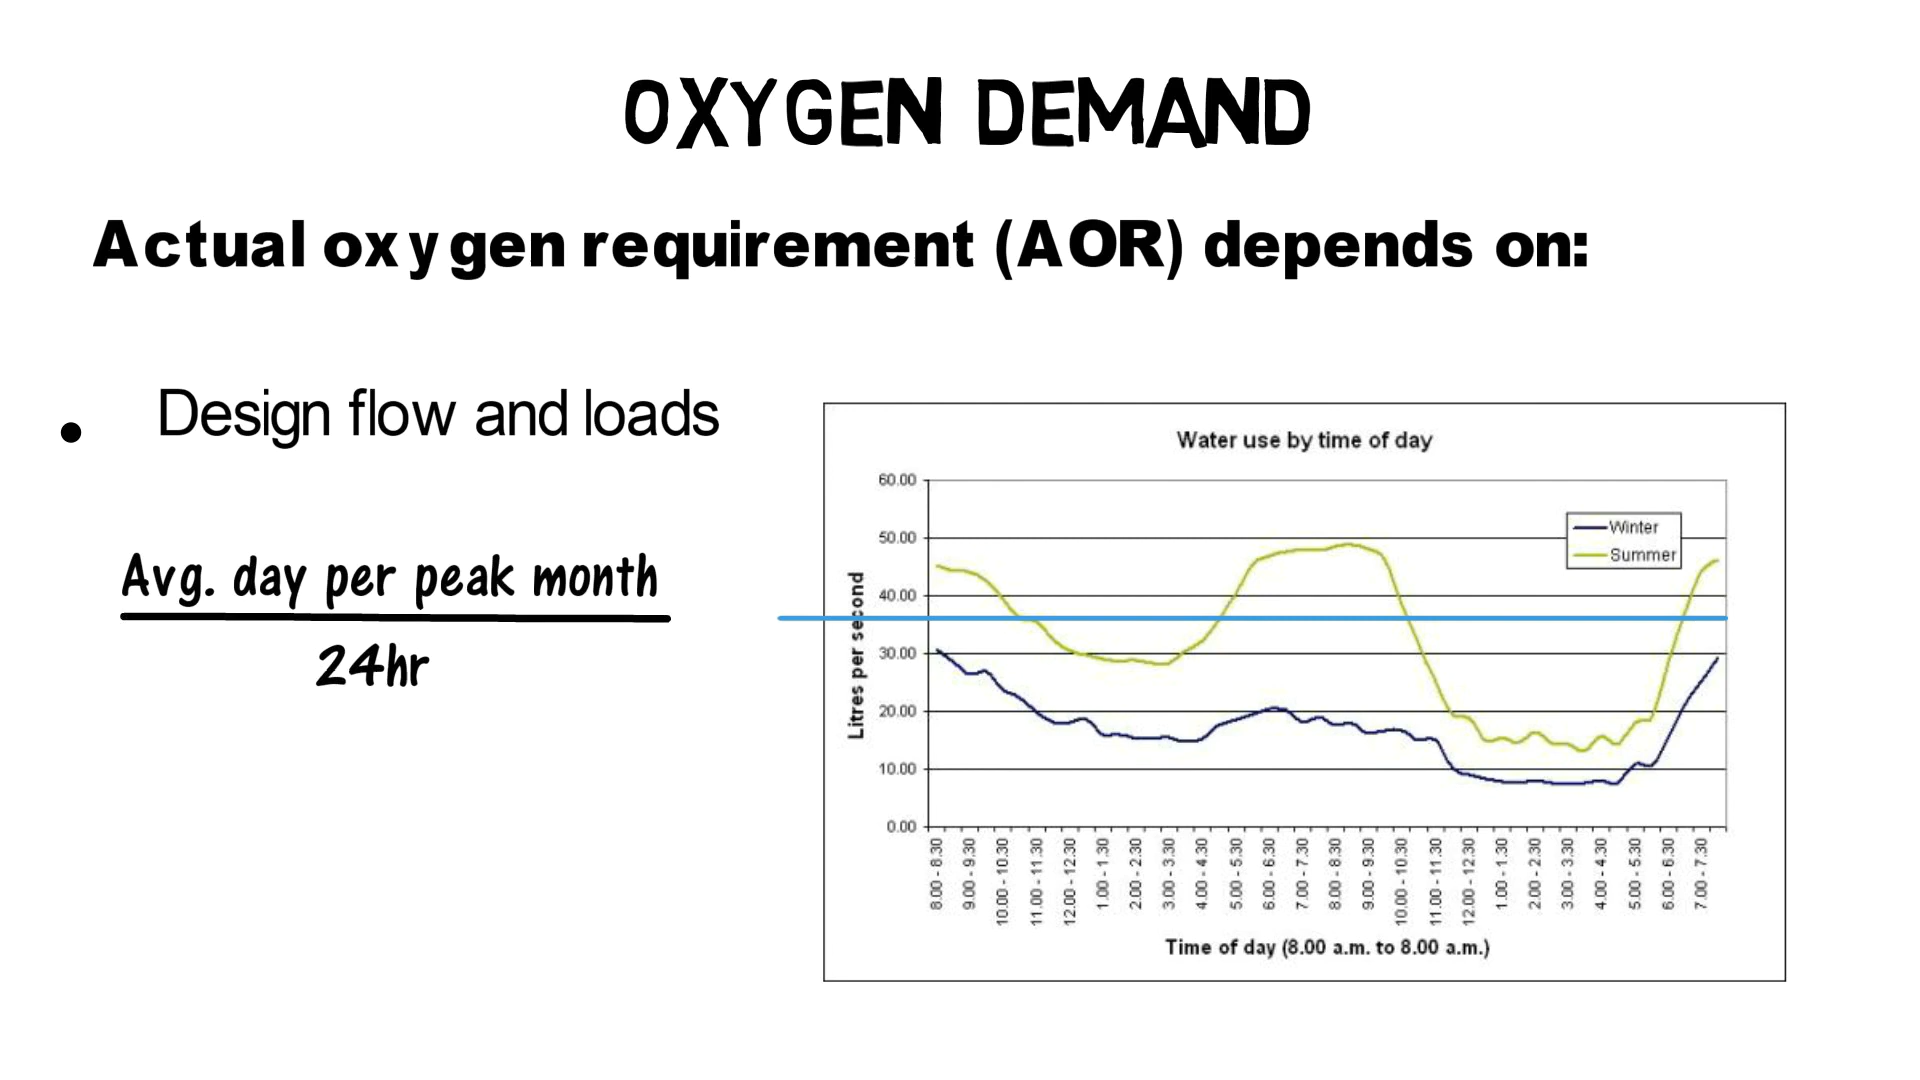 OXYGEN DEMAND
Actual oxygen requirement (AOR) depends on:
• Design flow and loads
Avg. day per peak month
24hr
Water use by time of day
60.00
50.00
40.00
30.00
20.00
10.00
0.00
Litres per second
Winter
Summer
8.00 - 8.30
9.00 - 9.30
10.00 - 10.30
11.00 - 11.30
12.00 - 12.30
1.00 - 1.30
2.00 - 2.30
3.00 - 3.30
4.00 - 4.30
5.00 - 5.30
6.00 - 6.30
7.00 - 7.30
8.00 - 8.30
9.00 - 9.30
10.00 - 10.30
11.00 - 11.30
12.00 - 12.30
1.00 - 1.30
2.00 - 2.30
3.00 - 3.30
4.00 - 4.30
5.00 - 5.30
6.00 - 6.30
7.00 - 7.30
Time of day (8.00 a.m. to 8.00 a.m.)